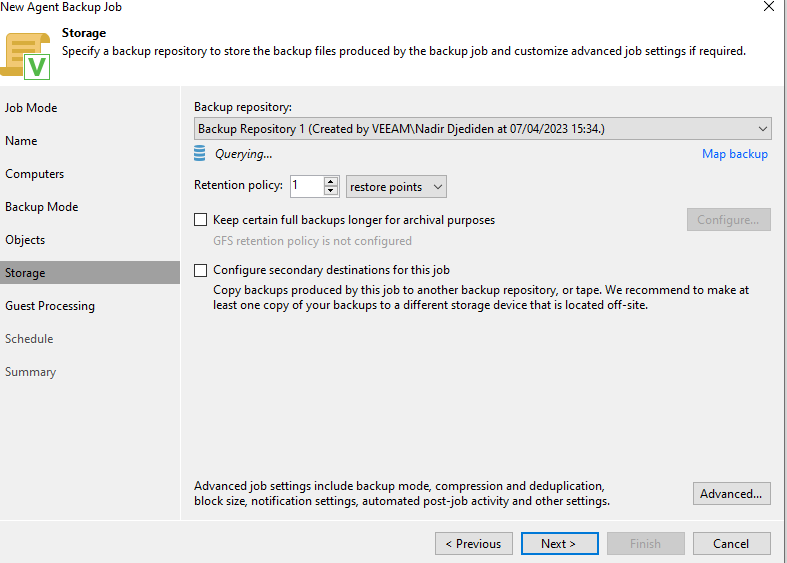 New Agent Backup Job
Storage
Specify a backup repository to store the backup files produced by the backup job and customize advanced job settings if required.
V
Job Mode
Name
Computers
Backup Mode
Objects
Storage
Guest Processing
Schedule
Summary
Backup repository:
Backup Repository 1 (Created by VEEAM\Nadir Djediden at 07/04/2023 15:34.)
Querying...
Map backup
Retention policy: 1 restore points
Keep certain full backups longer for archival purposes
Configure...
GFS retention policy is not configured
Configure secondary destinations for this job
Copy backups produced by this job to another backup repository, or tape. We recommend to make at
least one copy of your backups to a different storage device that is located off-site.
Advanced job settings include backup mode, compression and deduplication,
block size, notification settings, automated post-job activity and other settings.
Advanced...
< Previous
Next >
Finish
Cancel